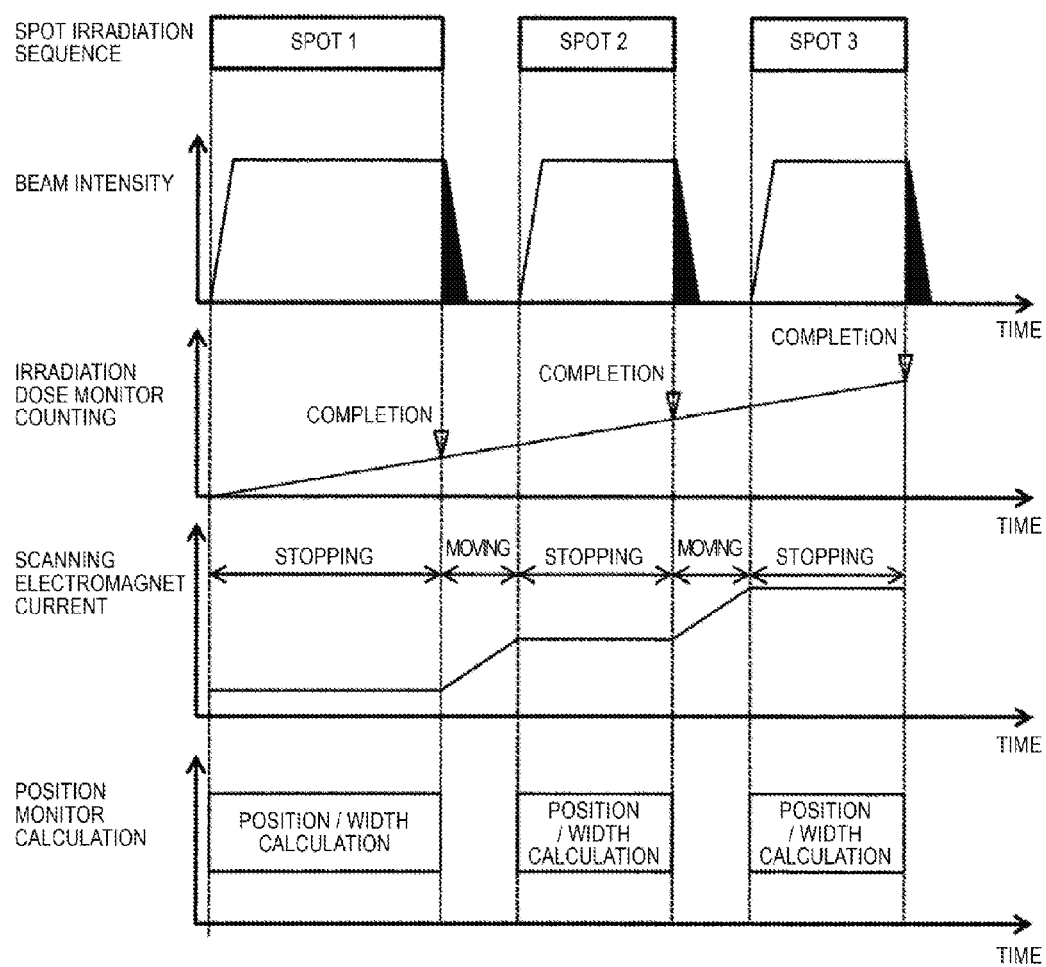 SPOT IRRADIATION
SEQUENCE
SPOT 1
SPOT 2
SPOT 3
BEAM INTENSITY
TIME
IRRADIATION
DOSE MONITOR
COUNTING
COMPLETION
COMPLETION
COMPLETION
TIME
SCANNING
ELECTROMAGNET
CURRENT
STOPPING
MOVING
STOPPING
MOVING
STOPPING
TIME
POSITION
MONITOR
CALCULATION
POSITION / WIDTH
CALCULATION
POSITION
/ WIDTH
CALCULATION
POSITION
/ WIDTH
CALCULATION
TIME